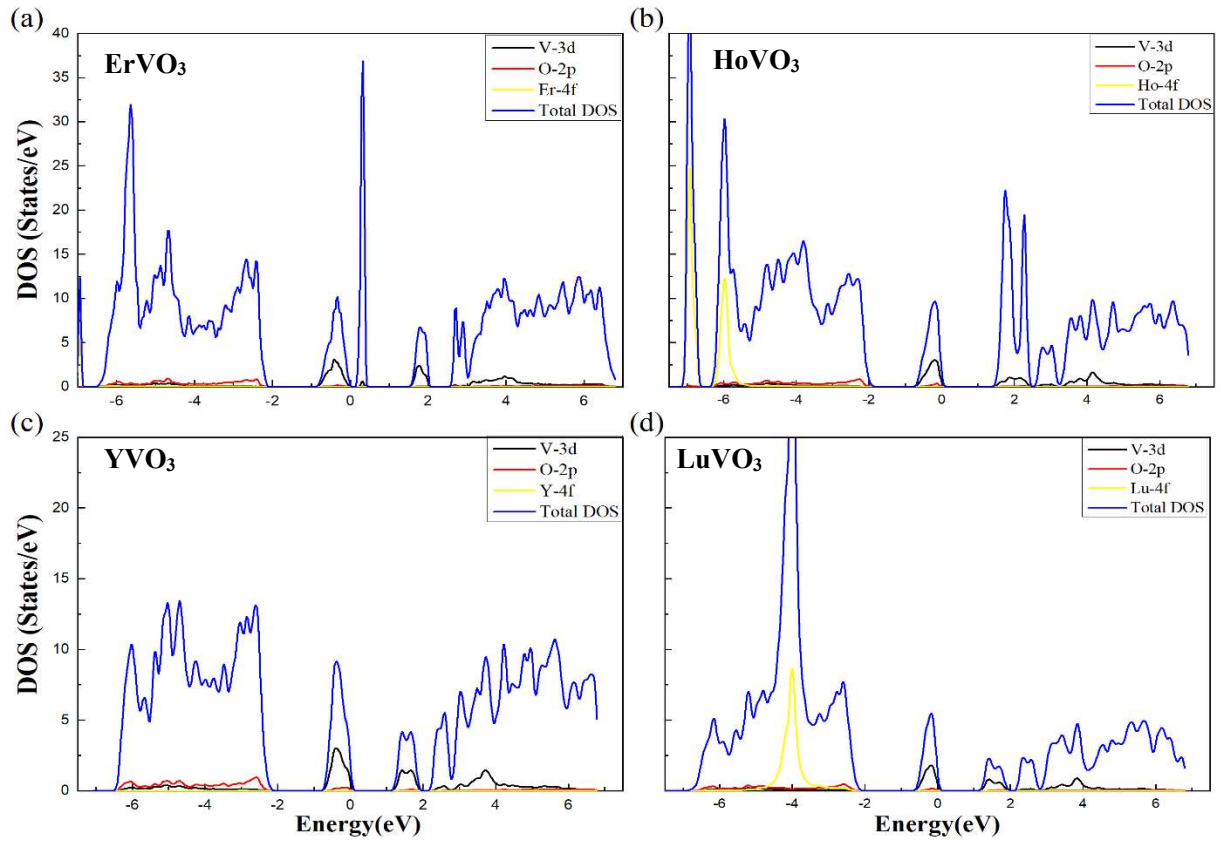 (a)
ErVO₃
DOS (States/eV)
40
35
30
25
20
15
10
5
0
-6
-4
-2
0
2
4
6
V-3d
O-2p
Er-4f
Total DOS
(b)
HoVO₃
-6
-4
-2
0
2
4
6
V-3d
O-2p
Ho-4f
Total DOS
(c)
YVO₃
DOS (States/eV)
25
20
15
10
5
0
-6
-4
-2
0
2
4
6
Energy(eV)
V-3d
O-2p
Y-4f
Total DOS
(d)
LuVO₃
-6
-4
-2
0
2
4
6
Energy(eV)
V-3d
O-2p
Lu-4f
Total DOS